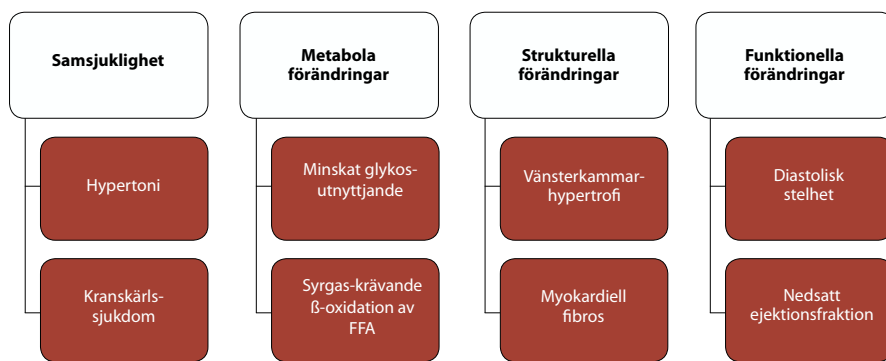 Samsjuklighet
Hypertoni
Kranskärls-
sjukdom
Metabola
förändringar
Minskat glykos-
utnyttjande
Syrgas-krävande
ß-oxidation av
FFA
Strukturella
förändringar
Vänsterkammar-
hypertrofi
Myokardiell
fibros
Funktionella
förändringar
Diastolisk
stelhet
Nedsatt
ejektionsfraktion